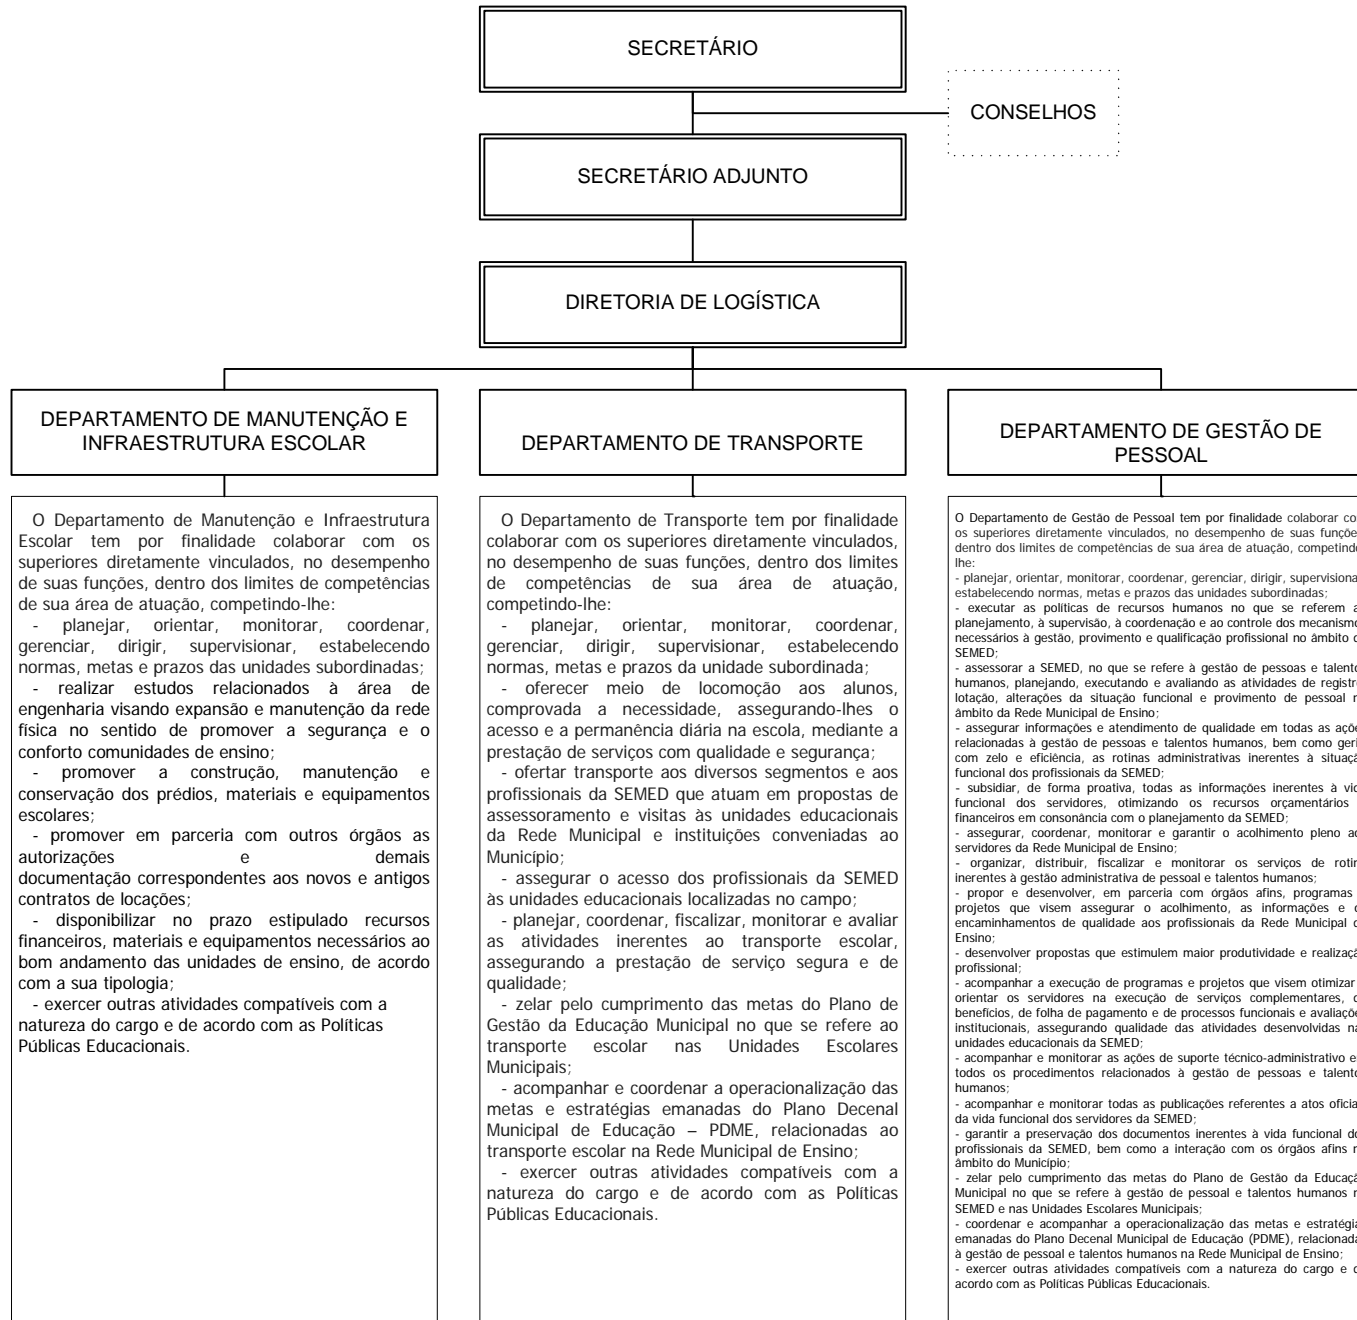 SECRETÁRIO
CONSELHOS
SECRETÁRIO ADJUNTO
DIRETORIA DE LOGÍSTICA
DEPARTAMENTO DE MANUTENÇÃO E
INFRAESTRUTURA ESCOLAR
DEPARTAMENTO DE TRANSPORTE
DEPARTAMENTO DE GESTÃO DE
PESSOAL
O Departamento de Manutenção e Infraestrutura
Escolar tem por finalidade colaborar com os
superiores diretamente vinculados, no desempenho
de suas funções, dentro dos limites de competências
de sua área de atuação, competindo-lhe:
- planejar, orientar, monitorar, coordenar,
gerenciar, dirigir, supervisionar, estabelecendo
normas, metas e prazos das unidades subordinadas;
- realizar estudos relacionados à área de
engenharia visando expansão e manutenção da rede
física no sentido de promover a segurança e o
conforto comunidades de ensino;
- promover a construção, manutenção e
conservação dos prédios, materiais e equipamentos
escolares;
- promover em parceria com outros órgãos as
autorizações e demais
documentação correspondentes aos novos e antigos
contratos de locações;
- disponibilizar no prazo estipulado recursos
financeiros, materiais e equipamentos necessários ao
bom andamento das unidades de ensino, de acordo
com a sua tipologia;
- exercer outras atividades compatíveis com a
natureza do cargo e de acordo com as Políticas
Públicas Educacionais.
O Departamento de Transporte tem por finalidade
colaborar com os superiores diretamente vinculados,
no desempenho de suas funções, dentro dos limites
de competências de sua área de atuação,
competindo-lhe:
- planejar, orientar, monitorar, coordenar,
gerenciar, dirigir, supervisionar, estabelecendo
normas, metas e prazos da unidade subordinada;
- oferecer meio de locomoção aos alunos,
comprovada a necessidade, assegurando-lhes o
acesso e a permanência diária na escola, mediante a
prestação de serviços com qualidade e segurança;
- ofertar transporte aos diversos segmentos e aos
profissionais da SEMED que atuam em propostas de
assessoramento e visitas às unidades educacionais
da Rede Municipal e instituições conveniadas ao
Município;
- assegurar o acesso dos profissionais da SEMED
às unidades educacionais localizadas no campo;
- planejar, coordenar, fiscalizar, monitorar e avaliar
as atividades inerentes ao transporte escolar,
assegurando a prestação de serviço segura e de
qualidade;
- zelar pelo cumprimento das metas do Plano de
Gestão da Educação Municipal no que se refere ao
transporte escolar nas Unidades Escolares
Municipais;
- acompanhar e coordenar a operacionalização das
metas e estratégias emanadas do Plano Decenal
Municipal de Educação – PDME, relacionadas ao
transporte escolar na Rede Municipal de Ensino;
- exercer outras atividades compatíveis com a
natureza do cargo e de acordo com as Políticas
Públicas Educacionais.
O Departamento de Gestão de Pessoal tem por finalidade colaborar
os superiores diretamente vinculados, no desempenho de suas
dentro dos limites de competências de sua área de atuação,
lhe:
- planejar, orientar, monitorar, coordenar, gerenciar, dirigir,
estabelecendo normas, metas e prazos das unidades subordinadas;
- executar as políticas de recursos humanos no que se referem
planejamento, à supervisão, à coordenação e ao controle dos
necessários à gestão, provimento e qualificação profissional no âmbito
SEMED;
- assessorar a SEMED, no que se refere à gestão de pessoas e
humanos, planejando, executando e avaliando as atividades de
lotação, alterações da situação funcional e provimento de pessoal
âmbito da Rede Municipal de Ensino;
- assegurar informações e atendimento de qualidade em todas as
relacionadas à gestão de pessoas e talentos humanos, bem como
com zelo e eficiência, as rotinas administrativas inerentes à
funcional dos profissionais da SEMED;
- subsidiar, de forma proativa, todas as informações inerentes à
funcional dos servidores, otimizando os recursos orçamentários
financeiros em consonância com o planejamento da SEMED;
- assegurar, coordenar, monitorar e garantir o acolhimento pleno
servidores da Rede Municipal de Ensino;
- organizar, distribuir, fiscalizar e monitorar os serviços de
inerentes à gestão administrativa de pessoal e talentos humanos;
- propor e desenvolver, em parceria com órgãos afins, programas
projetos que visem assegurar o acolhimento, as informações e
encaminhamentos de qualidade aos profissionais da Rede Municipal
Ensino;
- desenvolver propostas que estimulem maior produtividade e
profissional;
- acompanhar a execução de programas e projetos que visem otimizar
orientar os servidores na execução de serviços complementares,
benefícios, de folha de pagamento e de processos funcionais e
institucionais, assegurando qualidade das atividades desenvolvidas
unidades educacionais da SEMED;
- acompanhar e monitorar as ações de suporte técnico-administrativo
todos os procedimentos relacionados à gestão de pessoas e
humanos;
- acompanhar e monitorar todas as publicações referentes a atos
da vida funcional dos servidores da SEMED;
- garantir a preservação dos documentos inerentes à vida funcional
profissionais da SEMED, bem como a interação com os órgãos afins
âmbito do Município;
- zelar pelo cumprimento das metas do Plano de Gestão da
Municipal no que se refere à gestão de pessoal e talentos humanos
SEMED e nas Unidades Escolares Municipais;
- coordenar e acompanhar a operacionalização das metas e
emanadas do Plano Decenal Municipal de Educação (PDME),
à gestão de pessoal e talentos humanos na Rede Municipal de Ensino;
- exercer outras atividades compatíveis com a natureza do cargo e
acordo com as Políticas Públicas Educacionais.